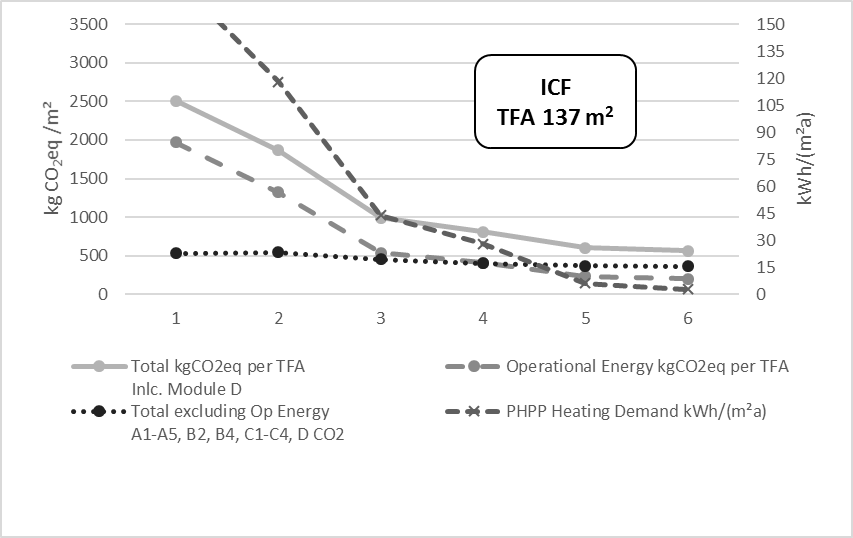 3500
3000
2500
2000
1500
1000
500
0
kg CO₂eq /m²
150
135
120
105
90
75
60
45
30
15
0
kWh/(m²a)
ICF
TFA 137 m²
1 2 3 4 5 6
Total kgCO2eq per TFA
Inlc. Module D
Operational Energy kgCO2eq per TFA
Total excluding Op Energy
A1-A5, B2, B4, C1-C4, D CO2
PHPP Heating Demand kWh/(m²a)